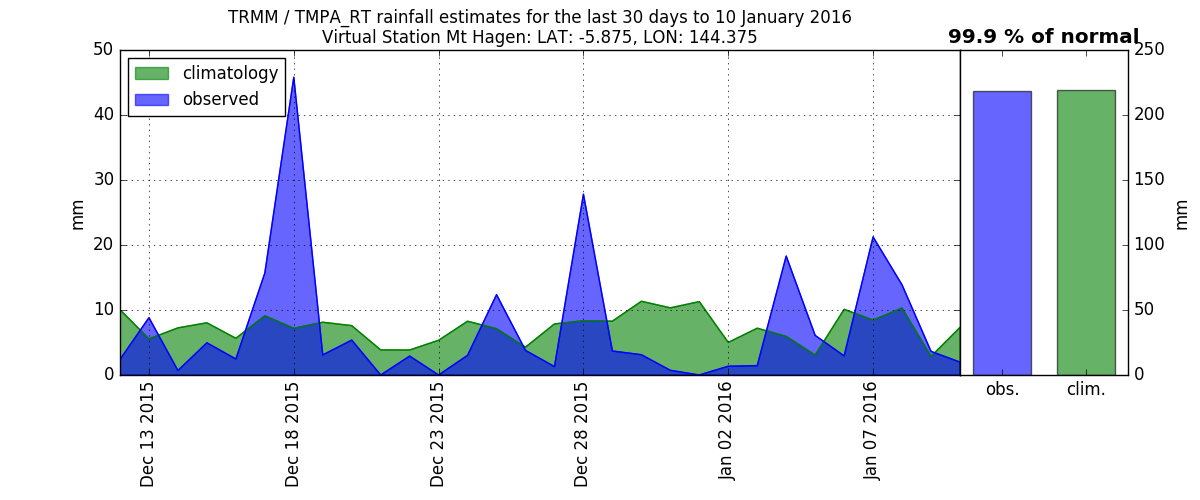 TRMM / TMPA_RT rainfall estimates for the last 30 days to 10 January 2016
Virtual Station Mt Hagen: LAT: -5.875, LON: 144.375
99.9 % of normal
climatology
observed
50
40
30
20
10
0
mm
Dec 13 2015
Dec 18 2015
Dec 23 2015
Dec 28 2015
Jan 02 2016
Jan 07 2016
250
200
150
100
50
0
mm
obs.
clim.